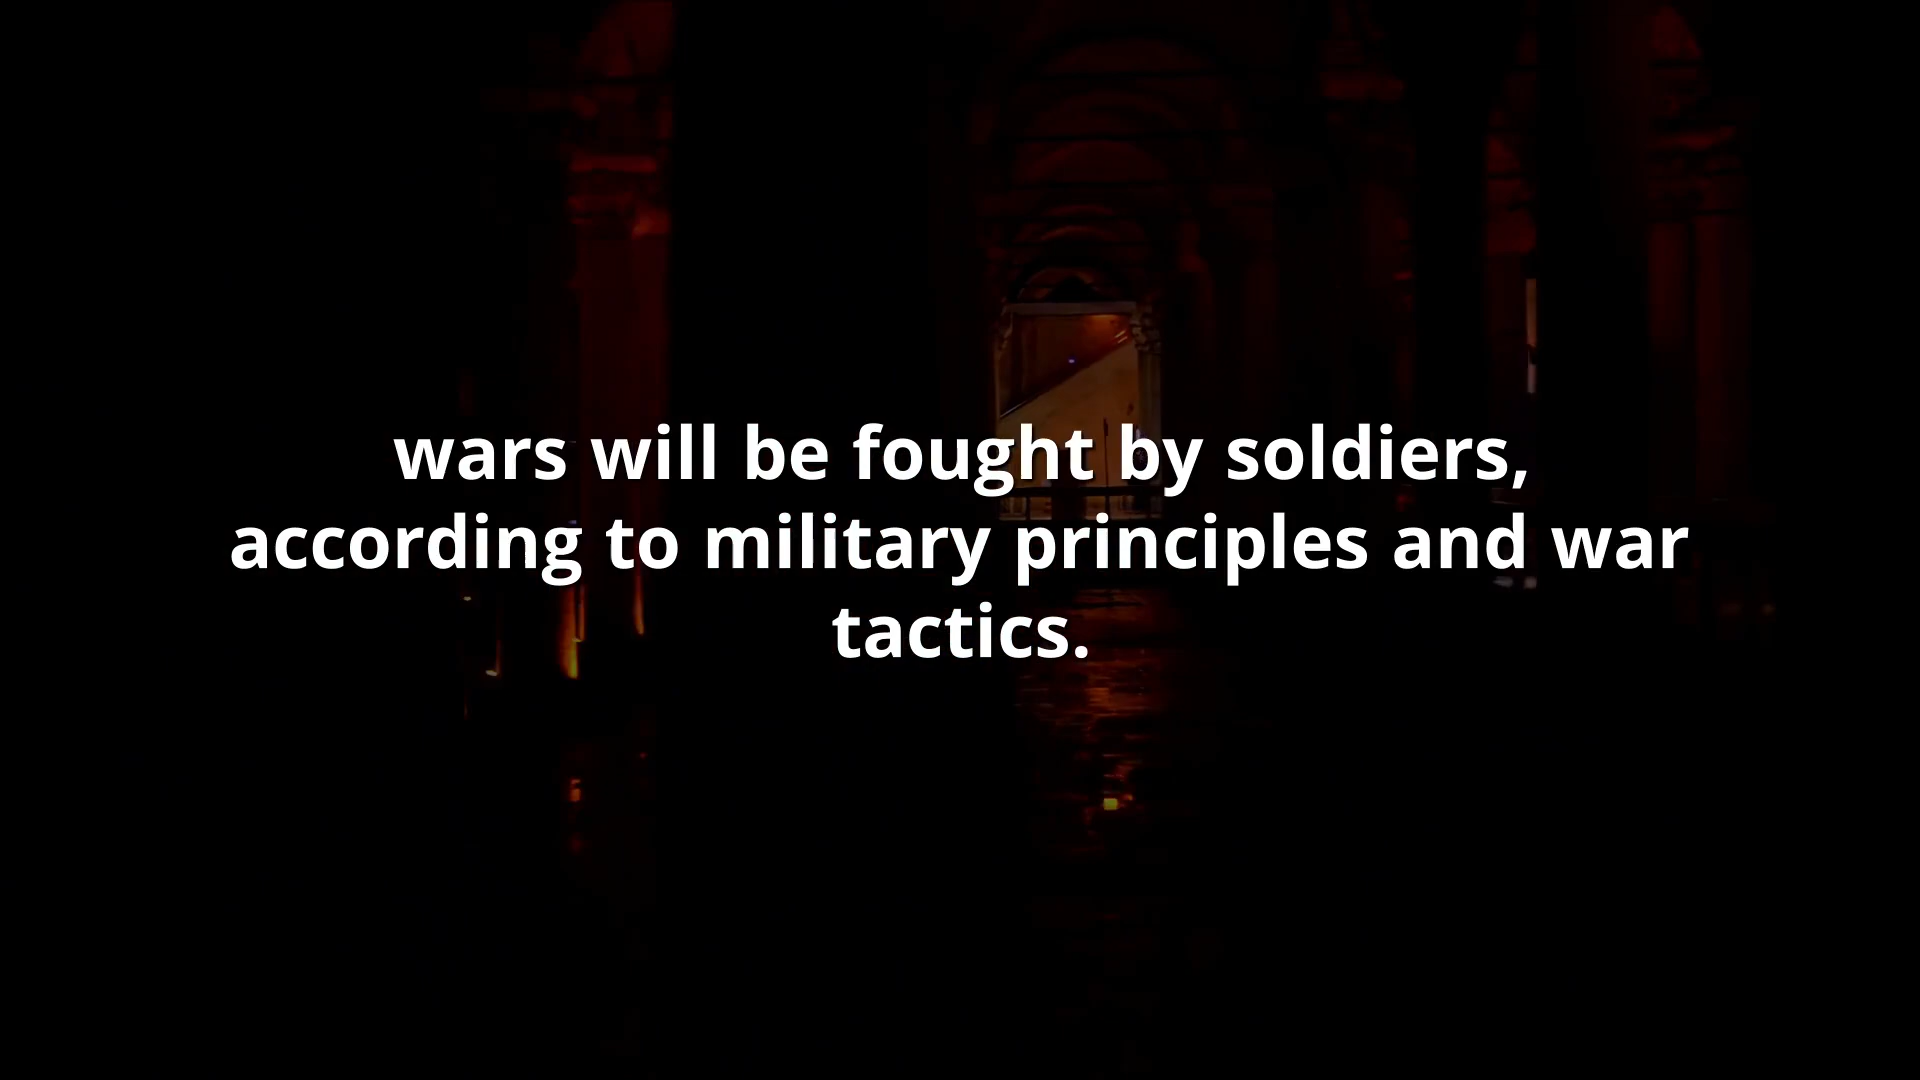 wars will be fought by soldiers,
according to military principles and war
tactics.